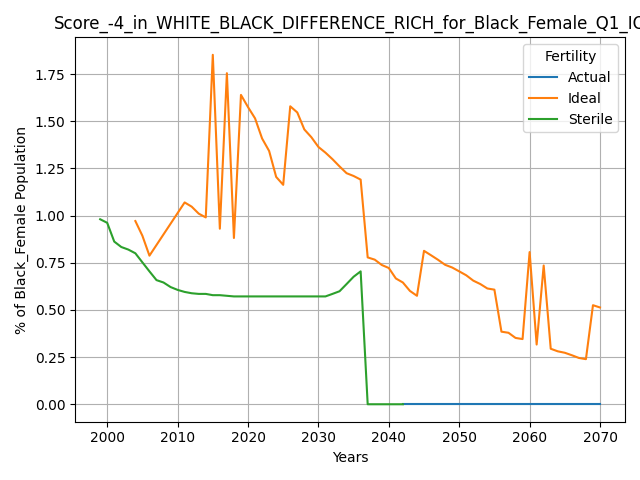 Score_-4_in_WHITE_BLACK_DIFFERENCE_RICH_for_Black_Female_Q1_IC
Fertility
Actual
Ideal
Sterile
% of Black_Female Population
1.75
1.50
1.25
1.00
0.75
0.50
0.25
0.00
2000 2010 2020 2030 2040 2050 2060 2070
Years